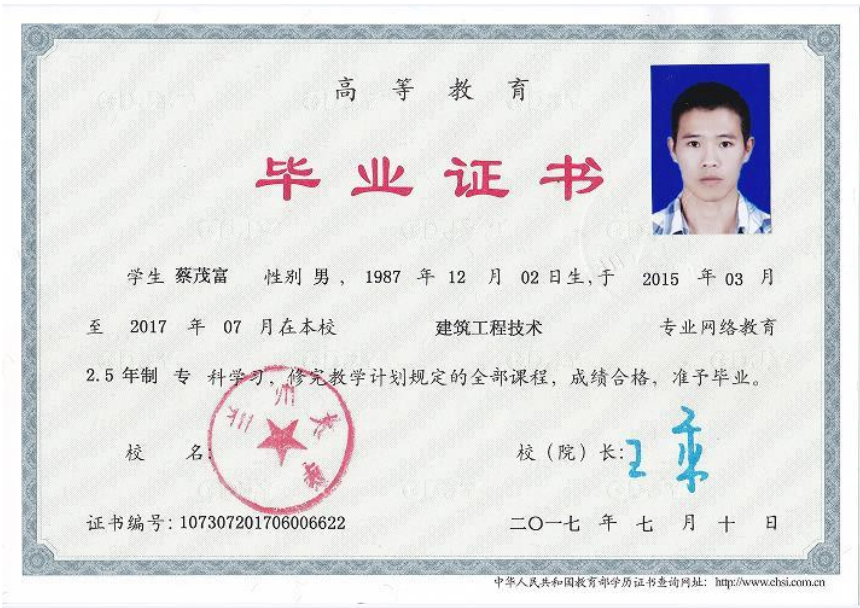 高等教育
毕业证书
学生 蔡茂富 性别 男 ， 1987 年 12 月 02 日生,于 2015 年 03 月
至 2017 年 07 月在本校 建筑工程技术 专业网络教育
2.5 年制 专 科学习，修完教学计划规定的全部课程，成绩合格，准予毕业。
校 名: 校（院）长:
证书编号: 107307201706006622 二〇一七 年 七 月 十 日
中华人民共和国教育部学历证书查询网址： http://www.chsi.com.cn